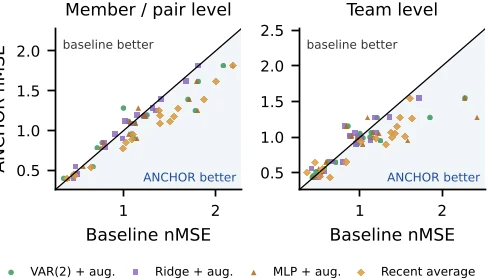 Member / pair level
Team level
baseline better
baseline better
2.0
1.5
1.0
0.5
2.5
2.0
1.5
1.0
0.5
ANCHOR better
ANCHOR better
1
2
1
2
Baseline nMSE
Baseline nMSE
VAR(2) + aug.
Ridge + aug.
MLP + aug.
Recent average